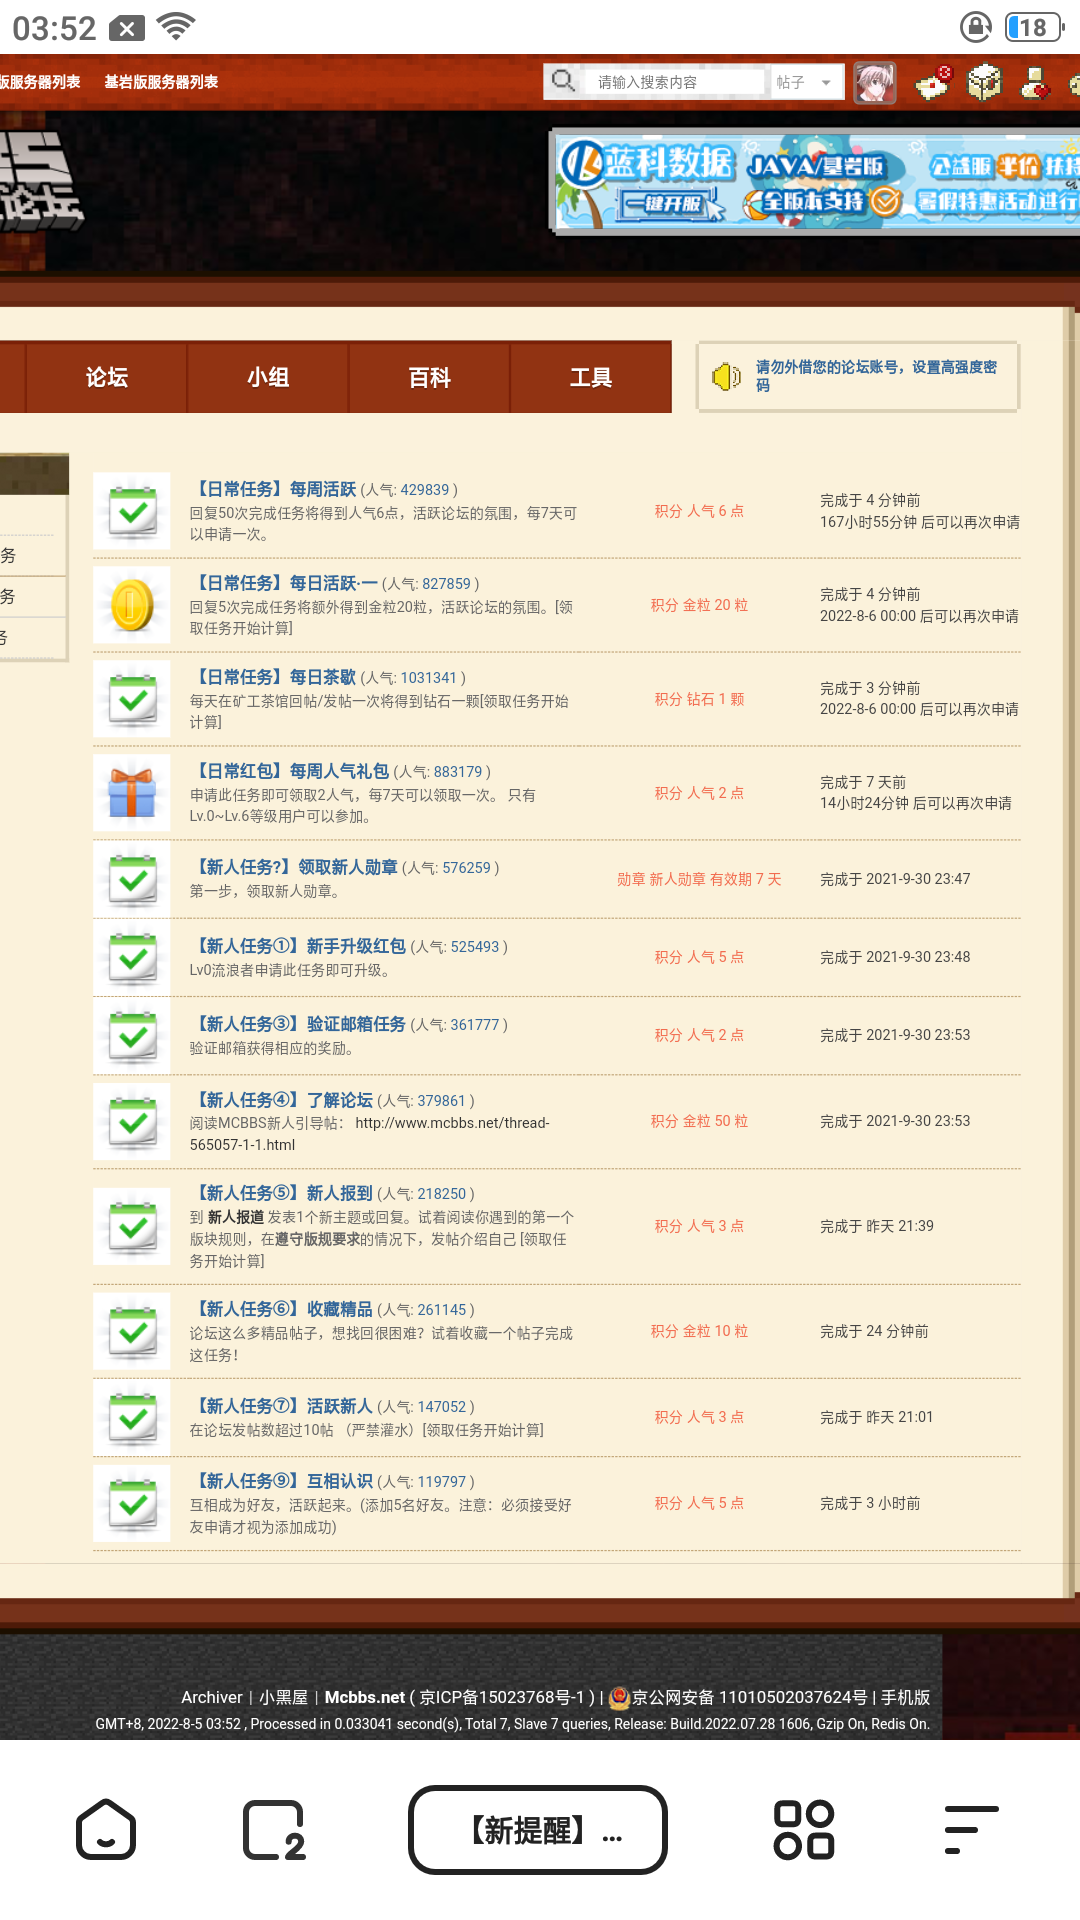 03:52
18
版服务器列表 基岩版服务器列表
请输入搜索内容 帖子
论坛
蓝科数据 JAVA/基岩版 公益服 半价 扶持
一键开服 全版本支持 暑假特惠活动进行
论坛 小组 百科 工具
请勿外借您的论坛账号，设置高强度密
码
务
务
务
【日常任务】每周活跃 (人气: 429839 )
回复50次完成任务将得到人气6点，活跃论坛的氛围，每7天可
以申请一次。
积分 人气 6 点
完成于 4 分钟前
167小时55分钟 后可以再次申请
【日常任务】每日活跃·一 (人气: 827859 )
回复5次完成任务将额外得到金粒20粒，活跃论坛的氛围。[领
取任务开始计算]
积分 金粒 20 粒
完成于 4 分钟前
2022-8-6 00:00 后可以再次申请
【日常任务】每日茶歇 (人气: 1031341 )
每天在矿工茶馆回帖/发帖一次将得到钻石一颗[领取任务开始
计算]
积分 钻石 1 颗
完成于 3 分钟前
2022-8-6 00:00 后可以再次申请
【日常红包】每周人气礼包 (人气: 883179 )
申请此任务即可领取2人气，每7天可以领取一次。 只有
Lv.0~Lv.6等级用户可以参加。
积分 人气 2 点
完成于 7 天前
14小时24分钟 后可以再次申请
【新人任务?】领取新人勋章 (人气: 576259 )
第一步，领取新人勋章。
勋章 新人勋章 有效期 7 天
完成于 2021-9-30 23:47
【新人任务①】新手升级红包 (人气: 525493 )
Lv0流浪者申请此任务即可升级。
积分 人气 5 点
完成于 2021-9-30 23:48
【新人任务③】验证邮箱任务 (人气: 361777 )
验证邮箱获得相应的奖励。
积分 人气 2 点
完成于 2021-9-30 23:53
【新人任务④】了解论坛 (人气: 379861 )
阅读MCBBS新人引导帖： http://www.mcbbs.net/thread-
565057-1-1.html
积分 金粒 50 粒
完成于 2021-9-30 23:53
【新人任务⑤】新人报到 (人气: 218250 )
到 新人报道 发表1个新主题或回复。试着阅读你遇到的第一个
版块规则，在遵守版规要求的情况下，发帖介绍自己 [领取任
务开始计算]
积分 人气 3 点
完成于 昨天 21:39
【新人任务⑥】收藏精品 (人气: 261145 )
论坛这么多精品帖子，想找回很困难？试着收藏一个帖子完成
这任务！
积分 金粒 10 粒
完成于 24 分钟前
【新人任务⑦】活跃新人 (人气: 147052 )
在论坛发帖数超过10帖 （严禁灌水）[领取任务开始计算]
积分 人气 3 点
完成于 昨天 21:01
【新人任务⑨】互相认识 (人气: 119797 )
互相成为好友，活跃起来。(添加5名好友。注意：必须接受好
友申请才视为添加成功)
积分 人气 5 点
完成于 3 小时前
Archiver | 小黑屋 | Mcbbs.net ( 京ICP备15023768号-1 ) | 京公网安备 11010502037624号 | 手机版
GMT+8, 2022-8-5 03:52 , Processed in 0.033041 second(s), Total 7, Slave 7 queries, Release: Build.2022.07.28 1606, Gzip On, Redis On.
2
【新提醒】 ...